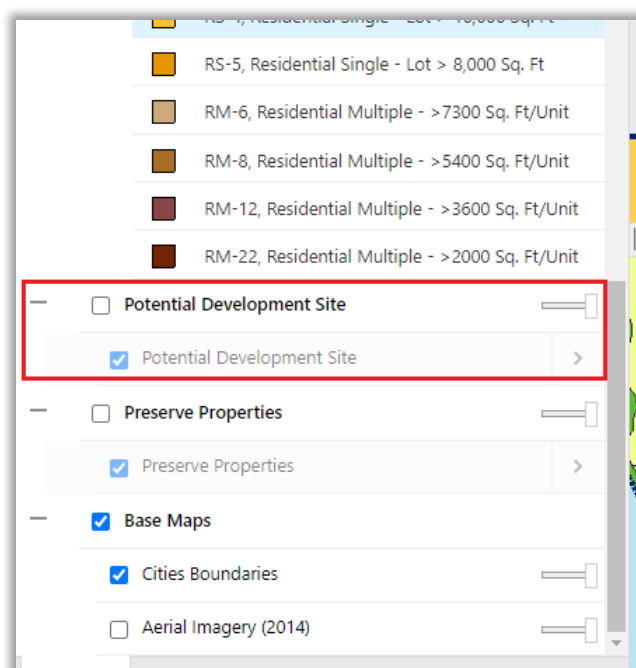 RS-5, Residential Single - Lot > 8,000 Sq. Ft
RM-6, Residential Multiple - >7300 Sq. Ft/Unit
RM-8, Residential Multiple - >5400 Sq. Ft/Unit
RM-12, Residential Multiple - >3600 Sq. Ft/Unit
RM-22, Residential Multiple - >2000 Sq. Ft/Unit
Potential Development Site
Potential Development Site
Preserve Properties
Preserve Properties
Base Maps
Cities Boundaries
Aerial Imagery (2014)